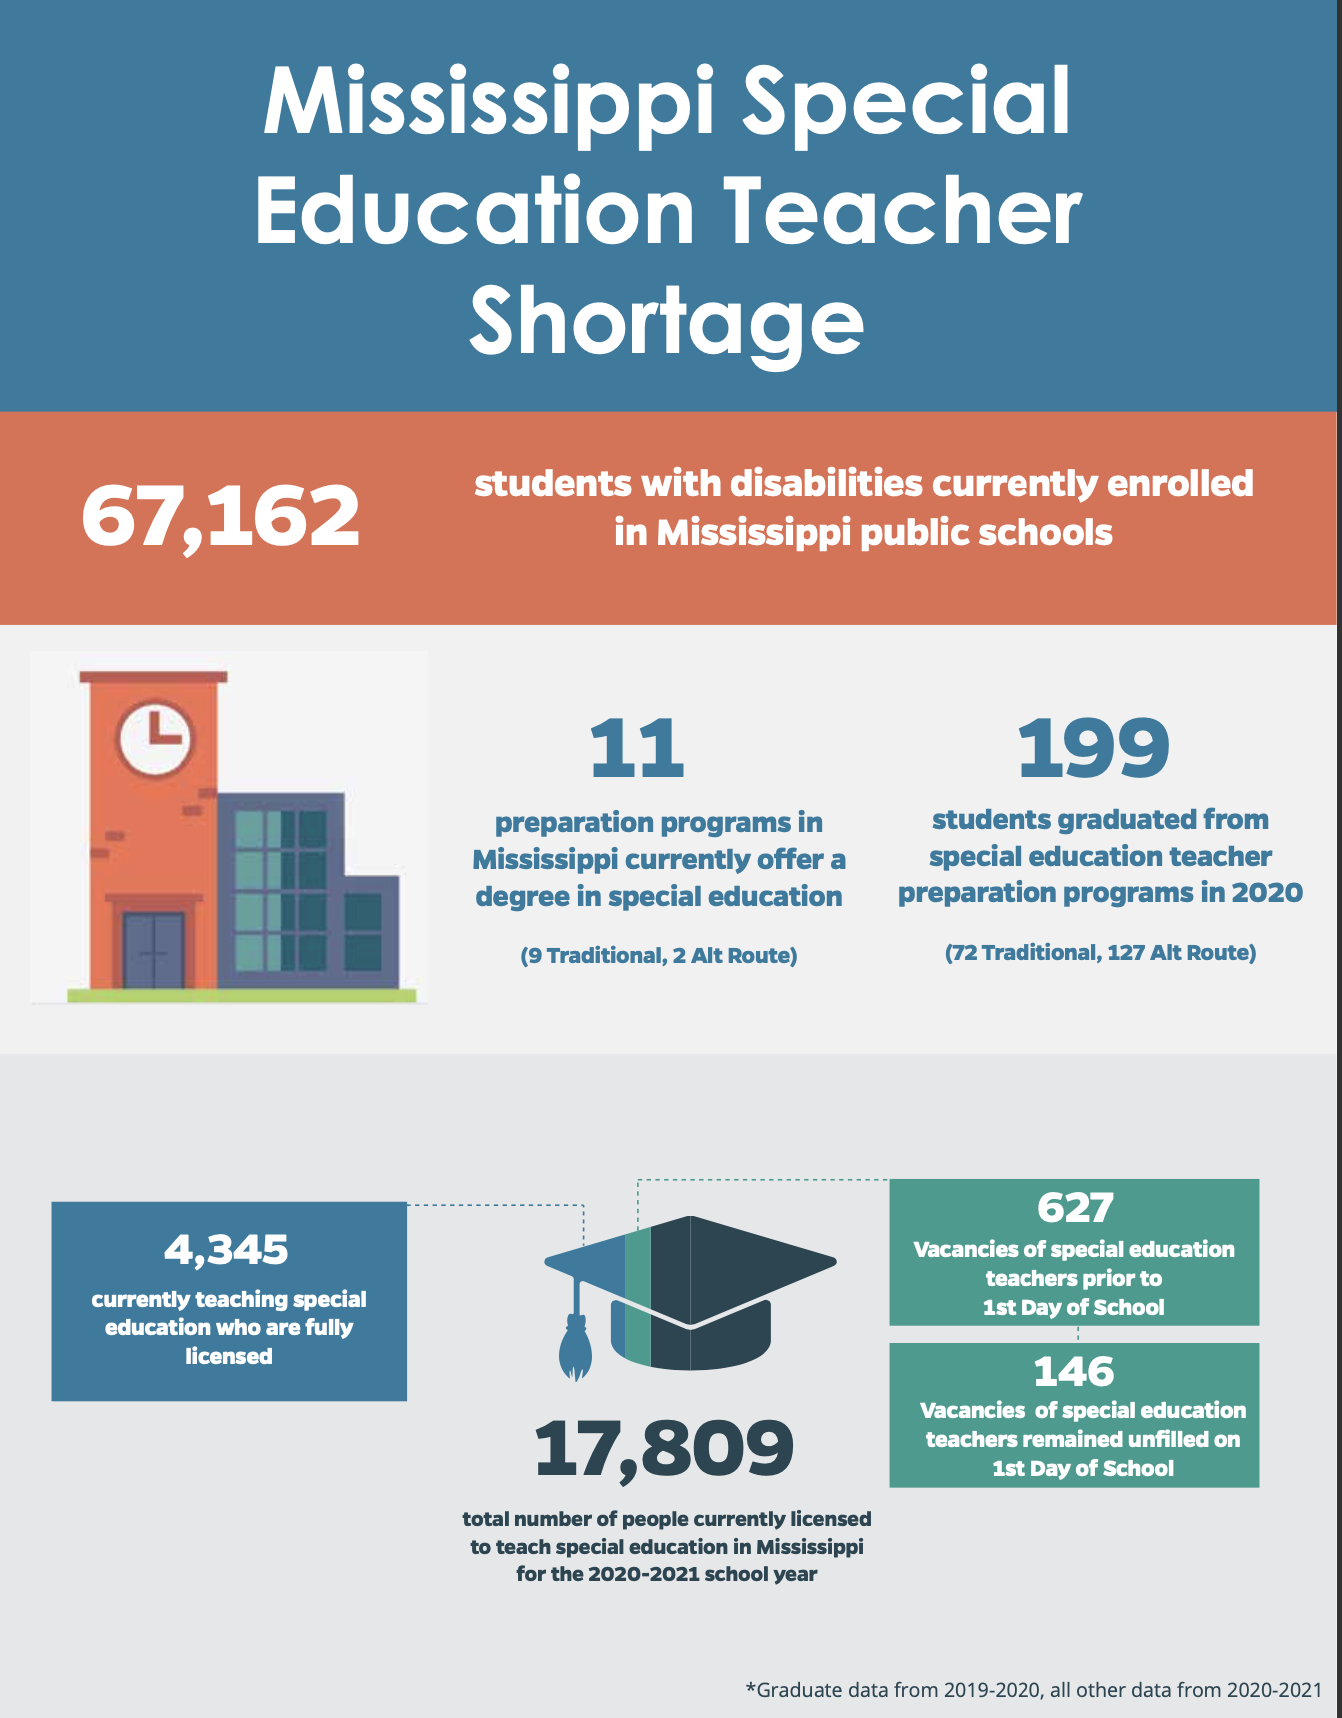 Mississippi Special
Education Teacher
Shortage
67,162
students with disabilities currently enrolled
in Mississippi public schools
11
preparation programs in
Mississippi currently offer a
degree in special education
(9 Traditional, 2 Alt Route)
199
students graduated from
special education teacher
preparation programs in 2020
(72 Traditional, 127 Alt Route)
4,345
currently teaching special
education who are fully
licensed
17,809
total number of people currently licensed
to teach special education in Mississippi
for the 2020-2021 school year
627
Vacancies of special education
teachers prior to
1st Day of School
146
Vacancies of special education
teachers remained unfilled on
1st Day of School
*Graduate data from 2019-2020, all other data from 2020-2021